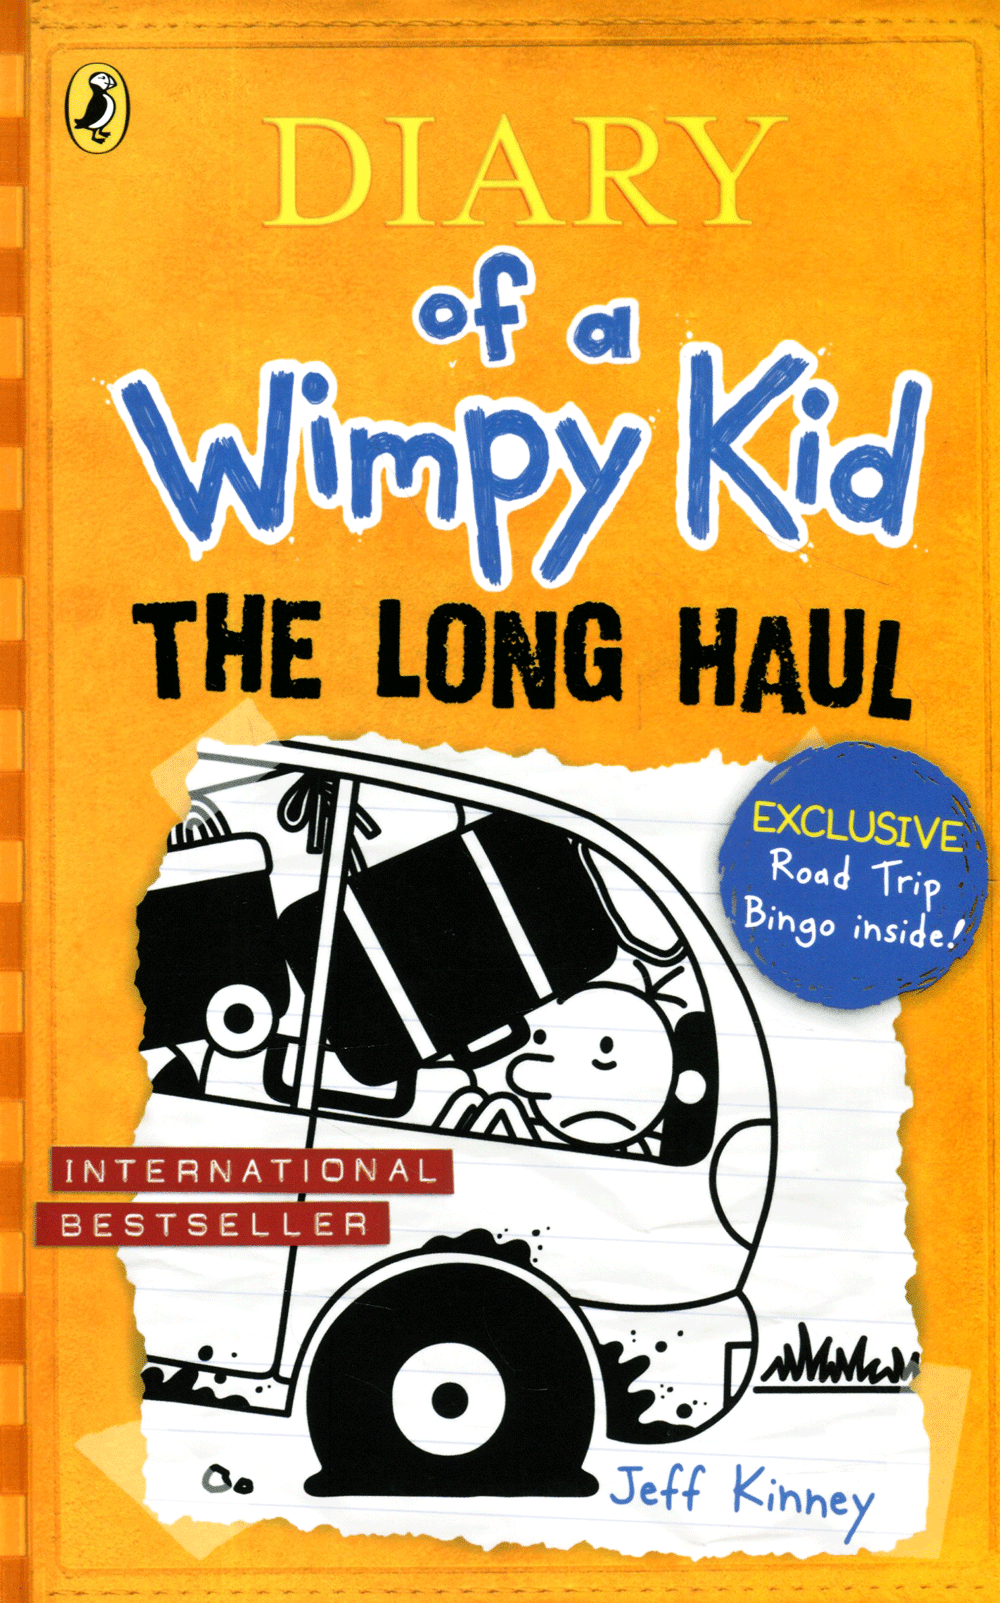 DIARY
of a
Wimpy Kid
THE LONG HAUL
EXCLUSIVE
Road Trip
Bingo inside!
INTERNATIONAL
BESTSELLER
Jeff Kinney